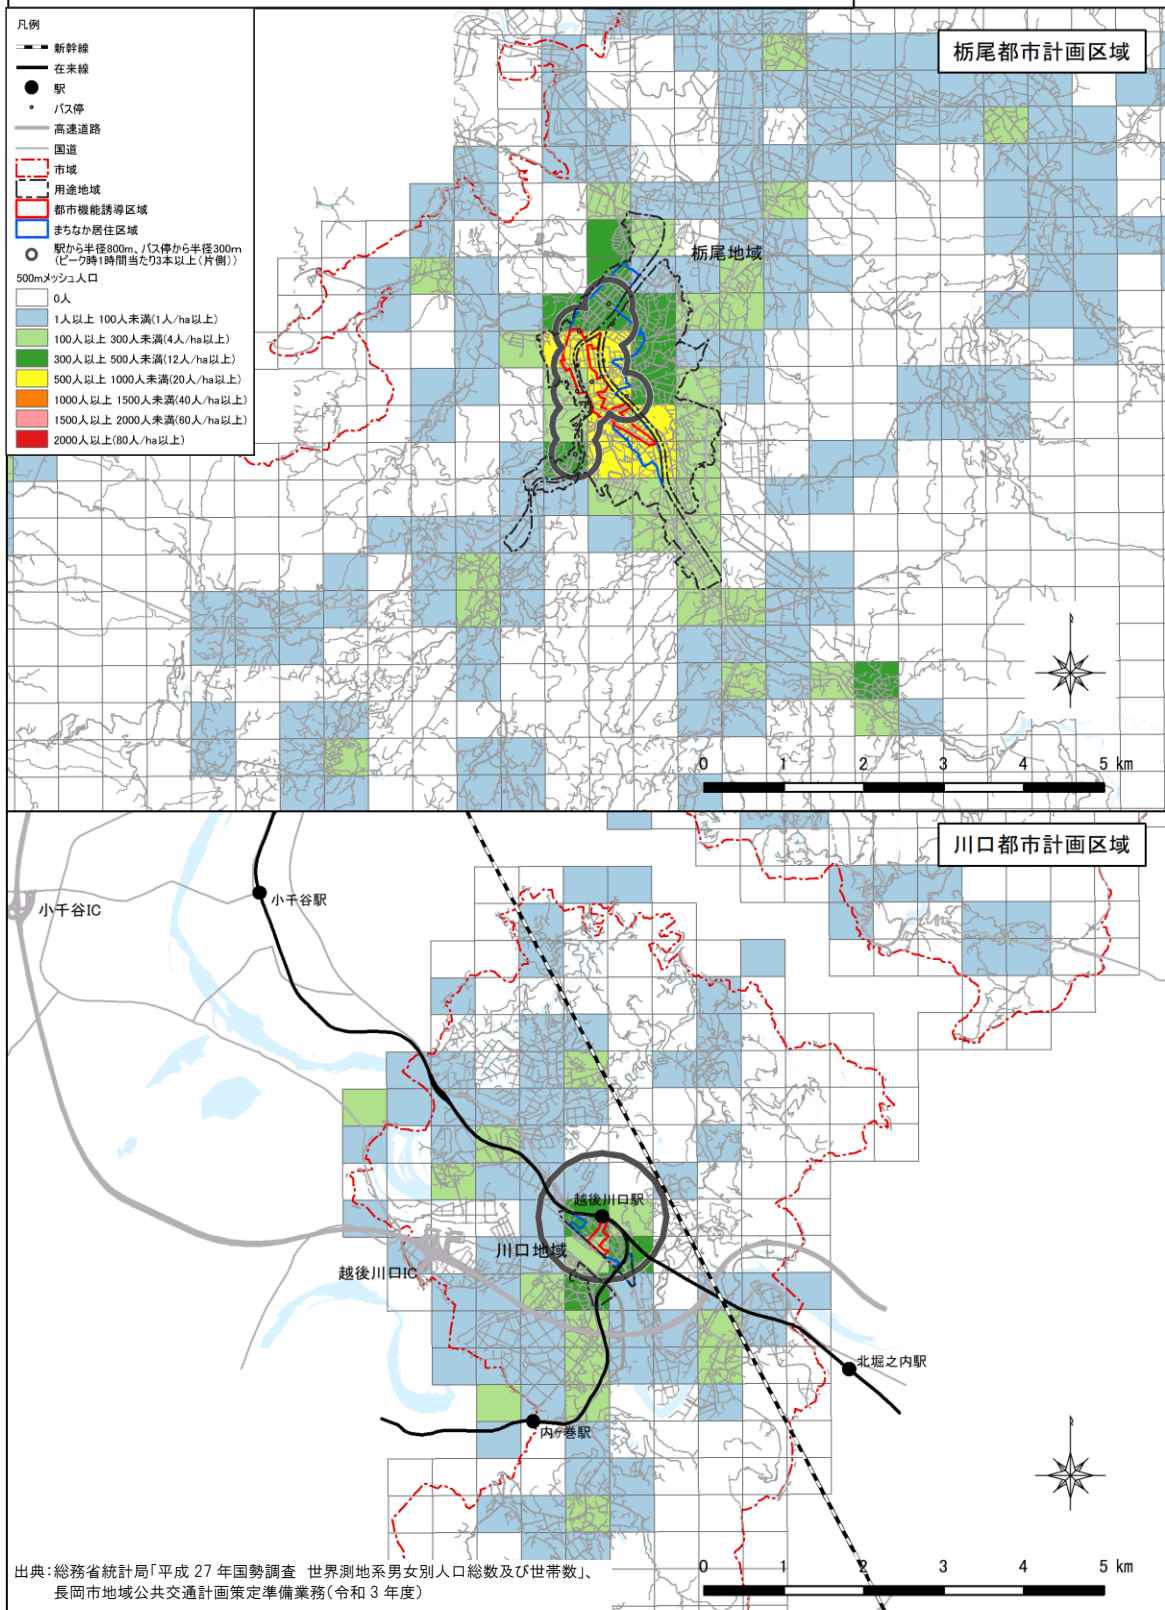 凡例
新幹線
在来線
駅
バス停
高速道路
国道
市域
用途地域
都市機能誘導区域
まちなか居住区域
駅から半径800m、バス停から半径300m
(ピーク時1時間当たり3本以上(片側))
500mメッシュ人口
0人
1人以上 100人未満(1人/ha以上)
100人以上 300人未満(4人/ha以上)
300人以上 500人未満(12人/ha以上)
500人以上 1000人未満(20人/ha以上)
1000人以上 1500人未満(40人/ha以上)
1500人以上 2000人未満(60人/ha以上)
2000人以上(80人/ha以上)
栃尾都市計画区域
栃尾地域
0 1 2 3 4 5 km
川口都市計画区域
小千谷IC
小千谷駅
越後川口駅
川口地域
越後川口IC
北堀之内駅
内ヶ巻駅
0 1 2 3 4 5 km
出典:総務省統計局「平成 27 年国勢調査 世界測地系男女別人口総数及び世帯数」、
長岡市地域公共交通計画策定準備業務(令和 3 年度)